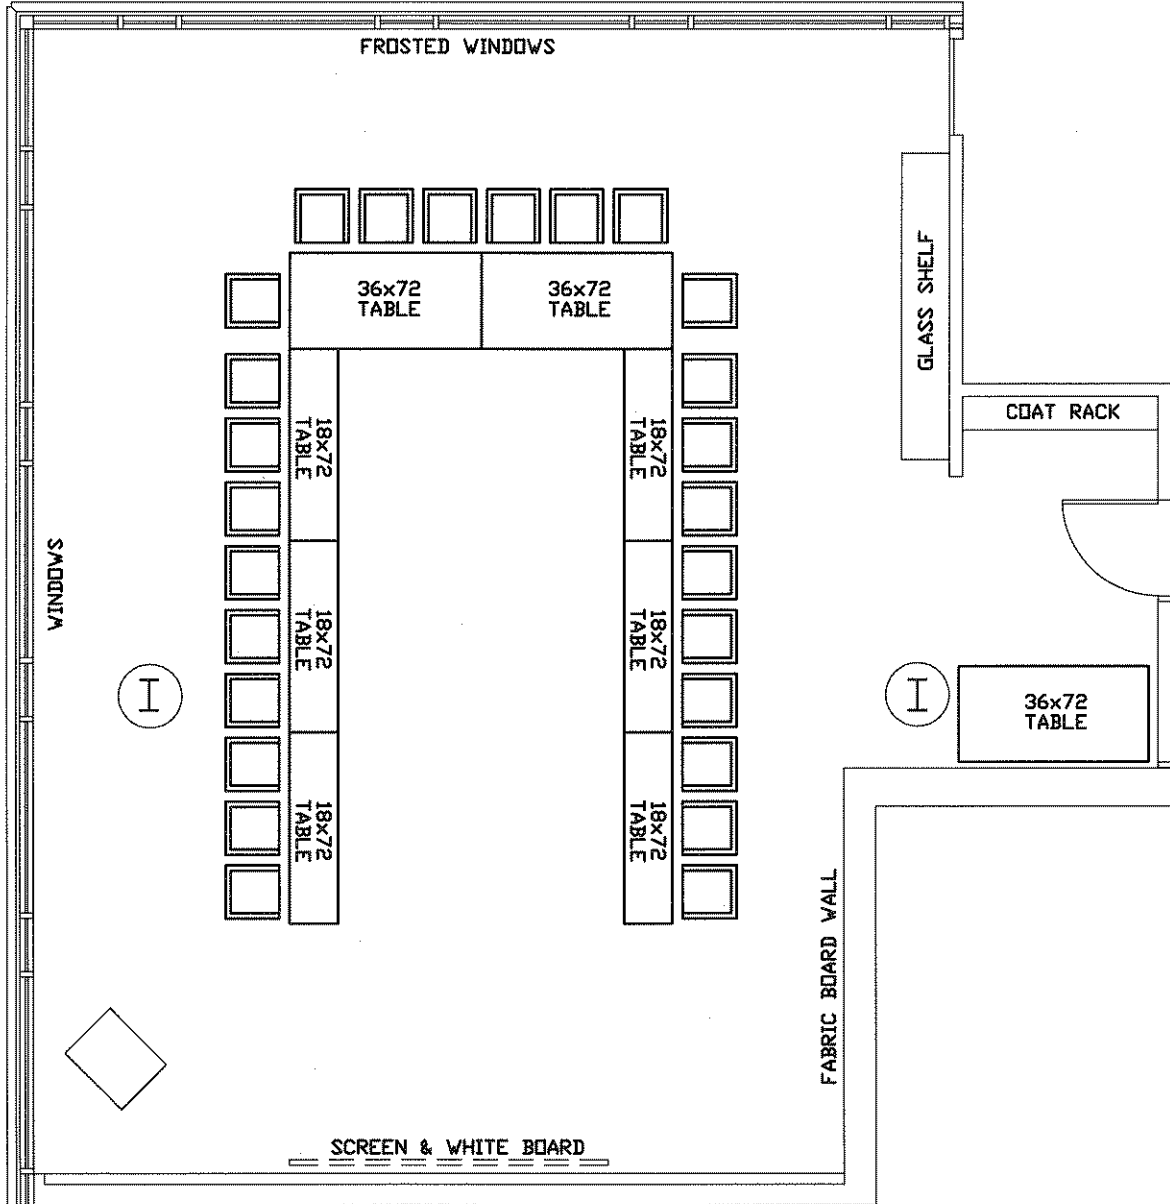 FROSTED WINDOWS
36x72
TABLE
36x72
TABLE
GLASS SHELF
COAT RACK
18x72
TABLE
18x72
TABLE
WINDOWS
18x72
TABLE
18x72
TABLE
I
I
36x72
TABLE
18x72
TABLE
18x72
TABLE
FABRIC BOARD WALL
SCREEN & WHITE BOARD